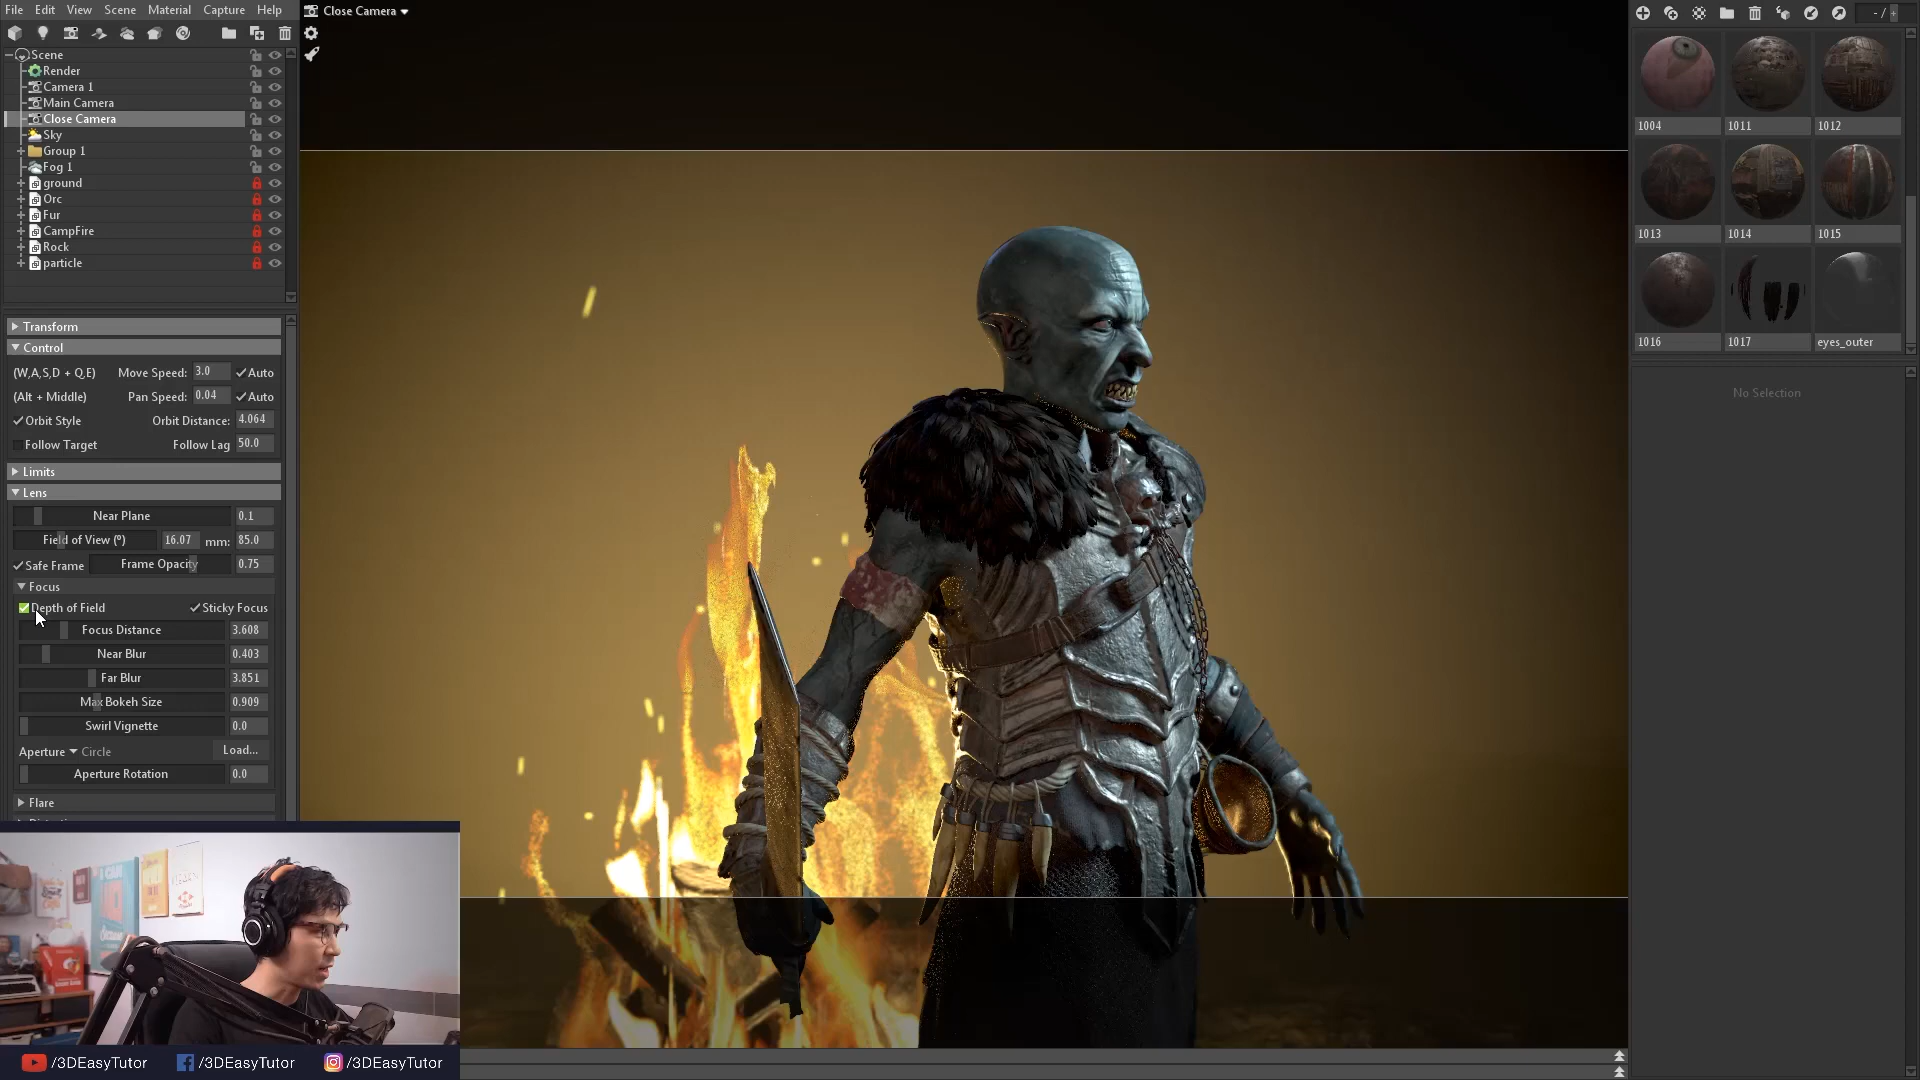 File Edit View Scene Material Capture Help
Scene
Render
Camera 1
Main Camera
Close Camera
Sky
Group 1
Fog 1
ground
Orc
Fur
CampFire
Rock
particle
Transform
Control
(W,A,S,D + Q,E) Move Speed: 3.0 Auto
(Alt + Middle) Pan Speed: 0.04 Auto
Orbit Style Orbit Distance: 4.064
Follow Target Follow Lag 50.0
Limits
Lens
Near Plane 0.1
Field of View (º) 16.07 mm: 85.0
Safe Frame Frame Opacity 0.75
Focus
Depth of Field Sticky Focus
Focus Distance 3.608
Near Blur 0.403
Far Blur 3.851
Max Bokeh Size 0.909
Swirl Vignette 0.0
Aperture Circle Load...
Aperture Rotation 0.0
Flare
/3DEasyTutor /3DEasyTutor /3DEasyTutor
Close Camera
- /
1004 1011 1012
1013 1014 1015
1016 1017 eyes_outer
No Selection